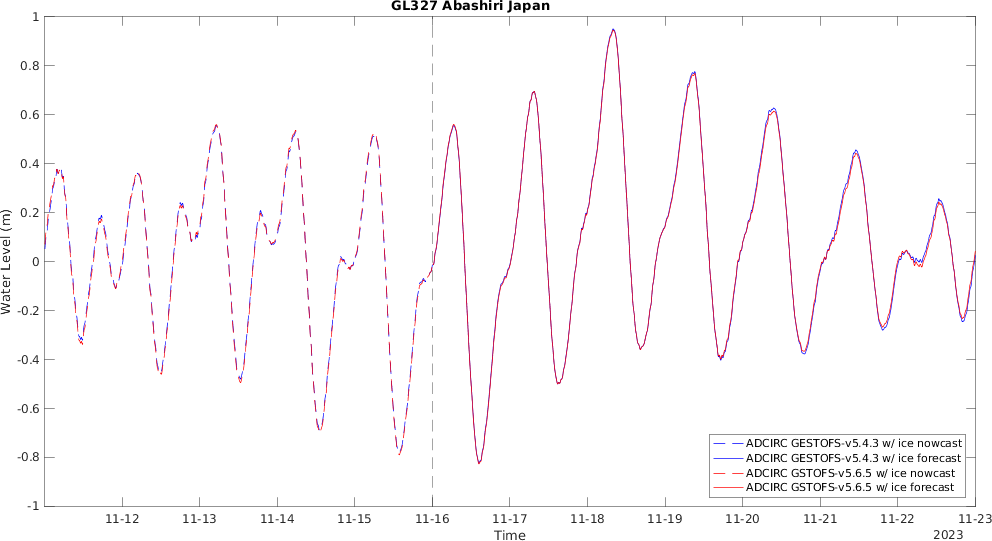 GL327 Abashiri Japan
1
0.8
0.6
0.4
0.2
0
-0.2
-0.4
-0.6
-0.8
-1
Water Level (m)
ADCIRC GESTOFS-v5.4.3 w/ ice nowcast
ADCIRC GESTOFS-v5.4.3 w/ ice forecast
ADCIRC GSTOFS-v5.6.5 w/ ice nowcast
ADCIRC GSTOFS-v5.6.5 w/ ice forecast
11-12 11-13 11-14 11-15 11-16 11-17 11-18 11-19 11-20 11-21 11-22 11-23
Time
2023